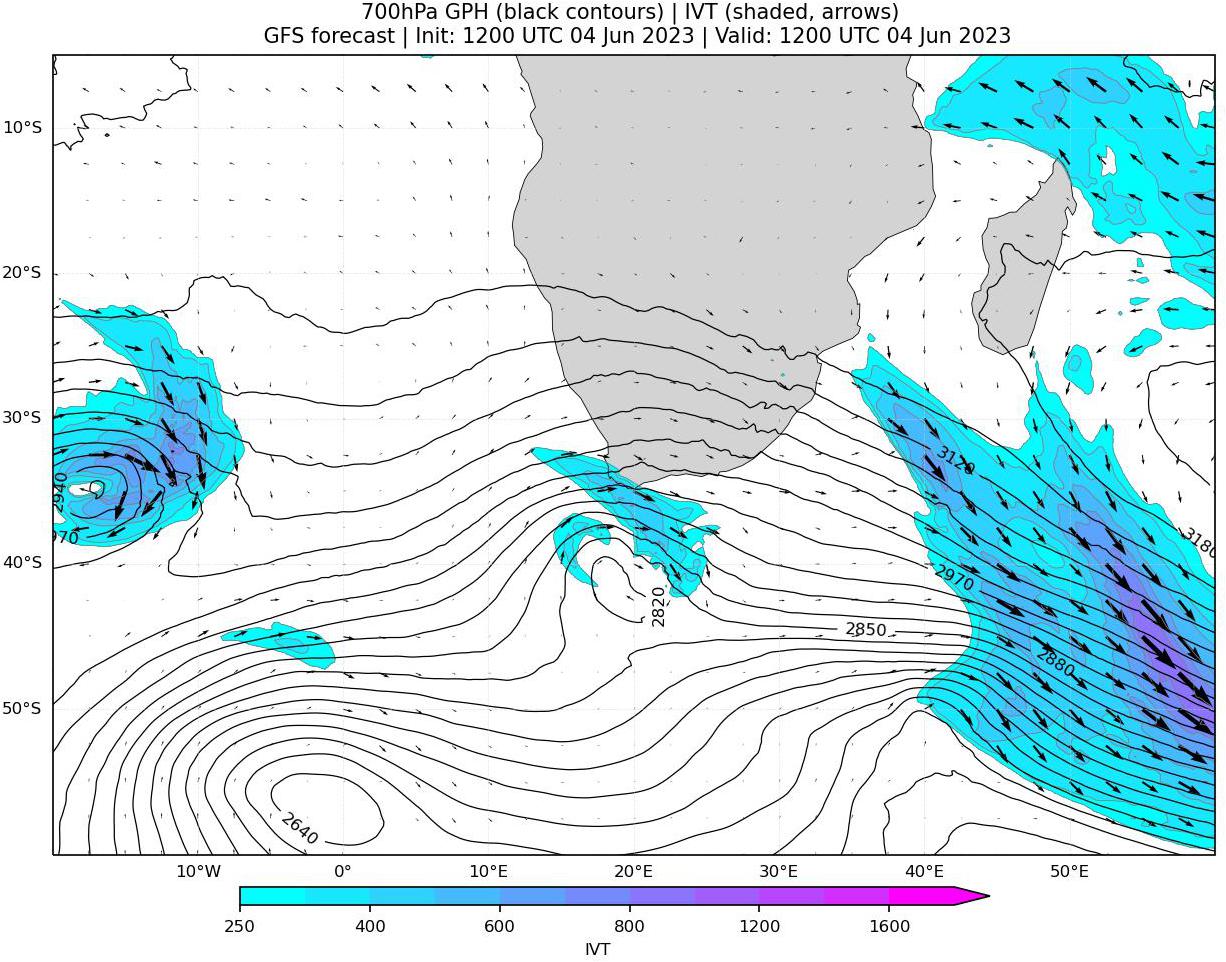 700hPa GPH (black contours) | IVT (shaded, arrows)
GFS forecast | Init: 1200 UTC 04 Jun 2023 | Valid: 1200 UTC 04 Jun 2023
10°S
20°S
30°S
3120
2940
970
3180
40°S
2970
2820
2850
2880
50°S
2640
10°W 0° 10°E 20°E 30°E 40°E 50°E
250 400 600 800 1200 1600
IVT